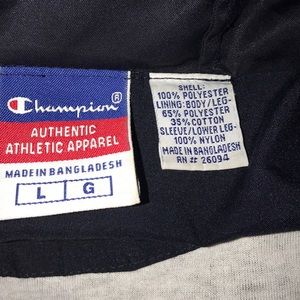 Champion®
AUTHENTIC
ATHLETIC APPAREL
MADE IN BANGLADESH
L G
SHELL:
100% POLYESTER
LINING: BODY/LEG-
65% POLYESTER
35% COTTON
SLEEVE/LOWER LEG-
100% NYLON
MADE IN BANGLADESH
RN# 26094